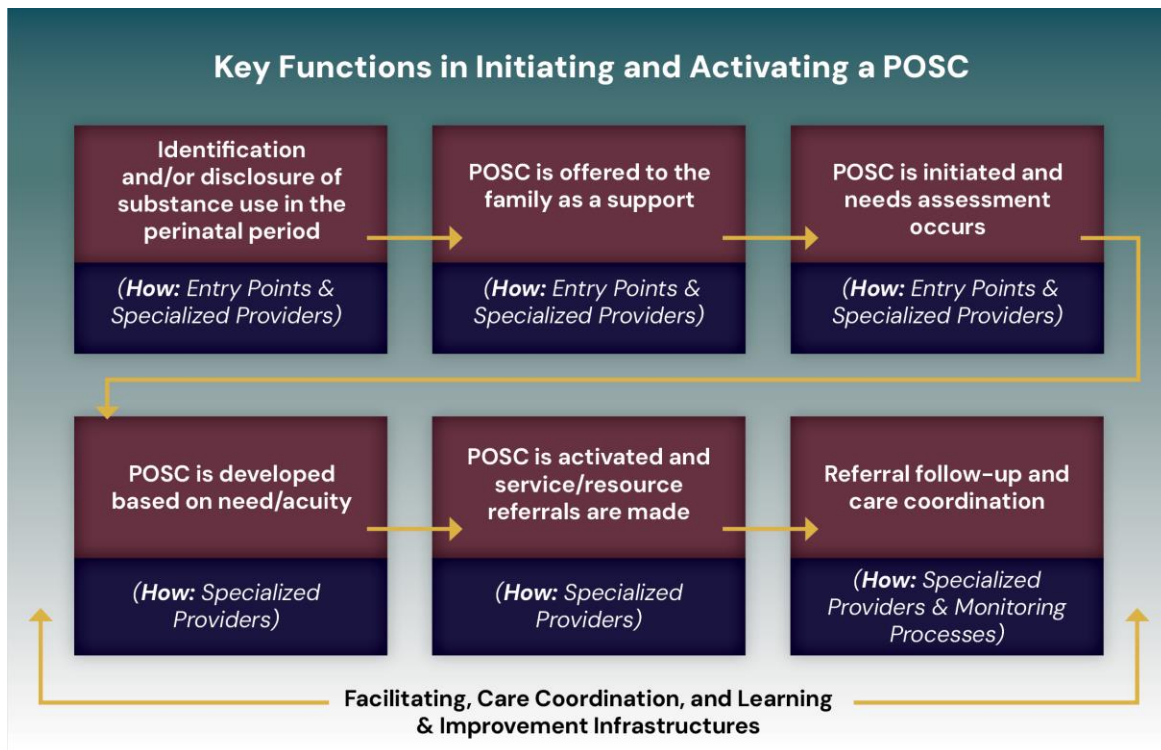 Key Functions in Initiating and Activating a POSC
Identification
and/or disclosure of
substance use in the
perinatal period
(How: Entry Points &
Specialized Providers)
POSC is offered to the
family as a support
(How: Entry Points &
Specialized Providers)
POSC is initiated and
needs assessment
occurs
(How: Entry Points &
Specialized Providers)
POSC is developed
based on need/acuity
(How: Specialized
Providers)
POSC is activated and
service/resource
referrals are made
(How: Specialized
Providers)
Referral follow-up and
care coordination
(How: Specialized
Providers & Monitoring
Processes)
Facilitating, Care Coordination, and Learning
& Improvement Infrastructures